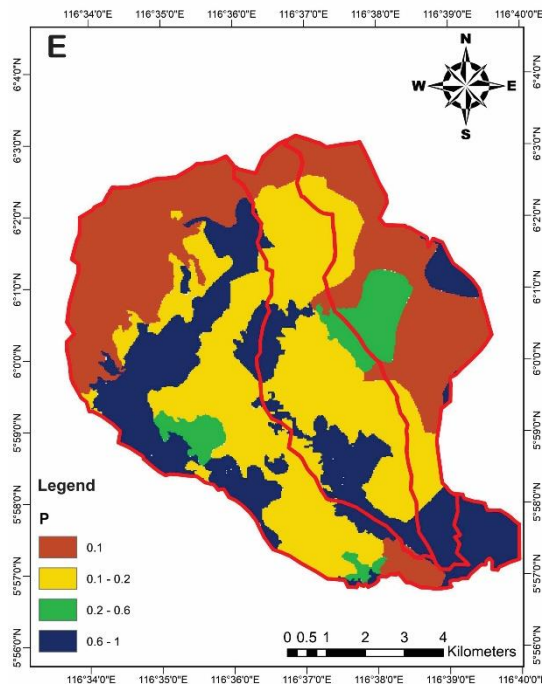 116°34'0"E 116°35'0"E 116°36'0"E 116°37'0"E 116°38'0"E 116°39'0"E 116°40'0"E
E
N
W E
S
6°4'0"N 6°4'0"N
6°3'0"N 6°3'0"N
6°2'0"N 6°2'0"N
6°1'0"N 6°1'0"N
6°0'0"N 6°0'0"N
5°59'0"N 5°59'0"N
5°58'0"N 5°58'0"N
5°57'0"N 5°57'0"N
5°56'0"N 5°56'0"N
Legend
P
0.1
0.1 - 0.2
0.2 - 0.6
0.6 - 1
0 0.5 1 2 3 4
Kilometers
116°34'0"E 116°35'0"E 116°36'0"E 116°37'0"E 116°38'0"E 116°39'0"E 116°40'0"E